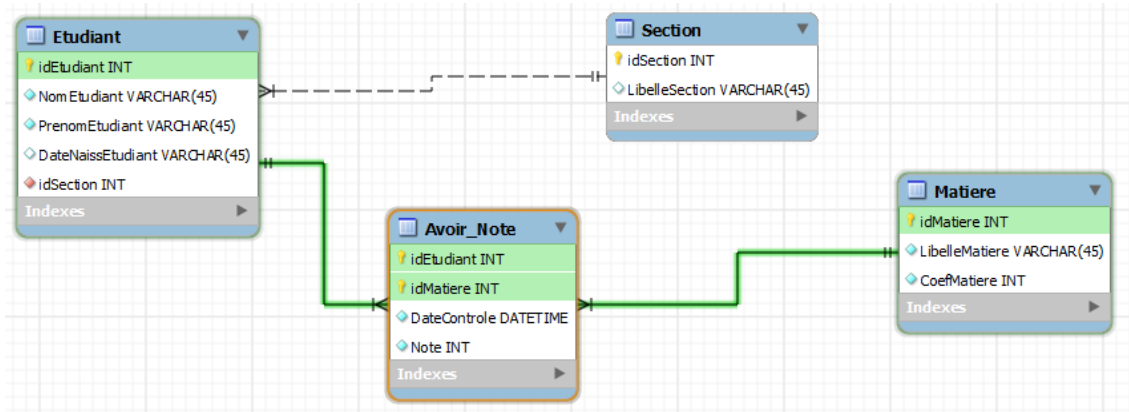 Etudiant
idEtudiant INT
NomEtudiant VARCHAR(45)
PrenomEtudiant VARCHAR(45)
DateNaissEtudiant VARCHAR(45)
idSection INT
Indexes
Section
idSection INT
LibelleSection VARCHAR(45)
Indexes
Avoir_Note
idEtudiant INT
idMatiere INT
DateControle DATETIME
Note INT
Indexes
Matiere
idMatiere INT
LibelleMatiere VARCHAR(45)
CoefMatiere INT
Indexes